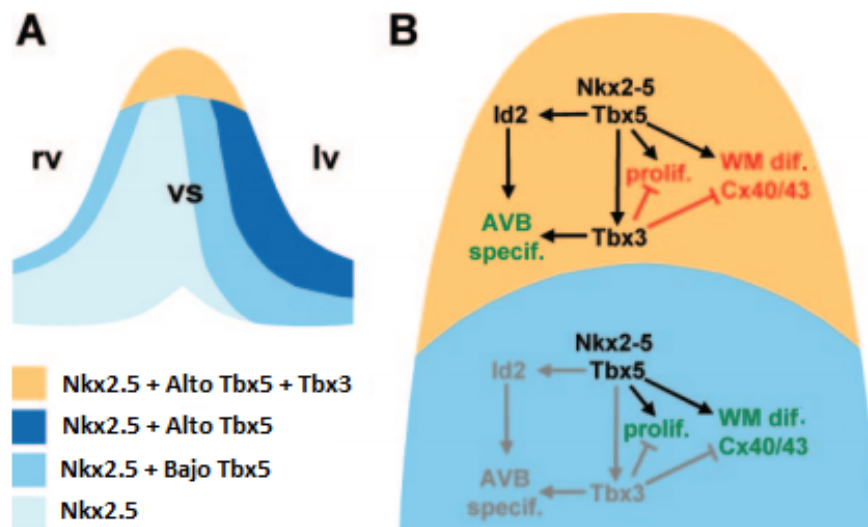 A
rv
lv
vs
Nkx2.5 + Alto Tbx5 + Tbx3
Nkx2.5 + Alto Tbx5
Nkx2.5 + Bajo Tbx5
Nkx2.5
B
Nkx2-5
Id2 Tbx5
WM dif.
prolif. Cx40/43
AVB
specif. Tbx3
Nkx2-5
Id2 Tbx5
WM dif.
prolif. Cx40/43
AVB
specif. Tbx3